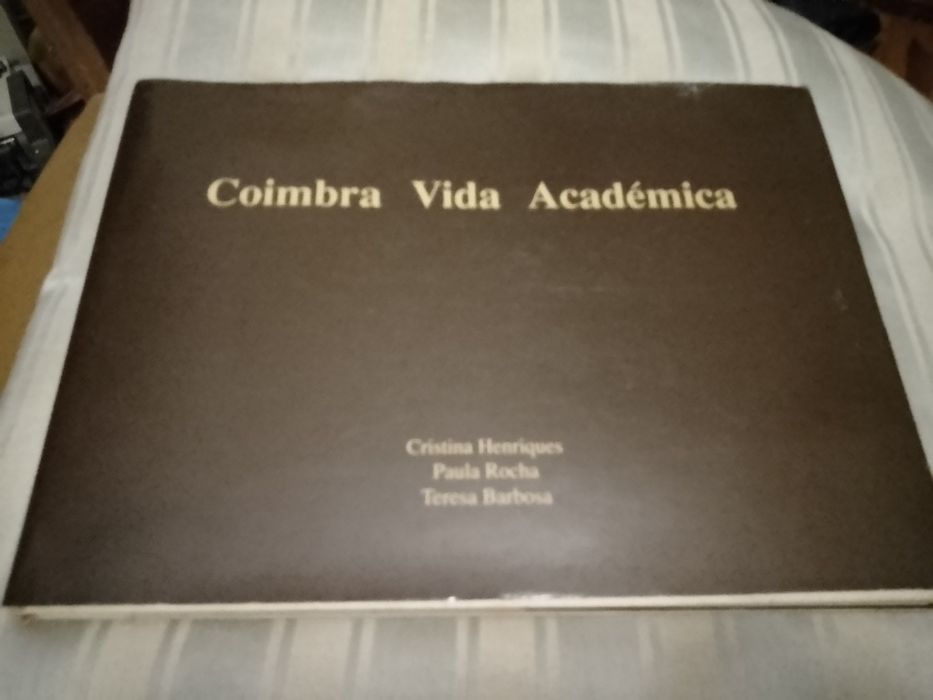 Coimbra Vida Académica
Cristina Henriques
Paula Rocha
Teresa Barbosa